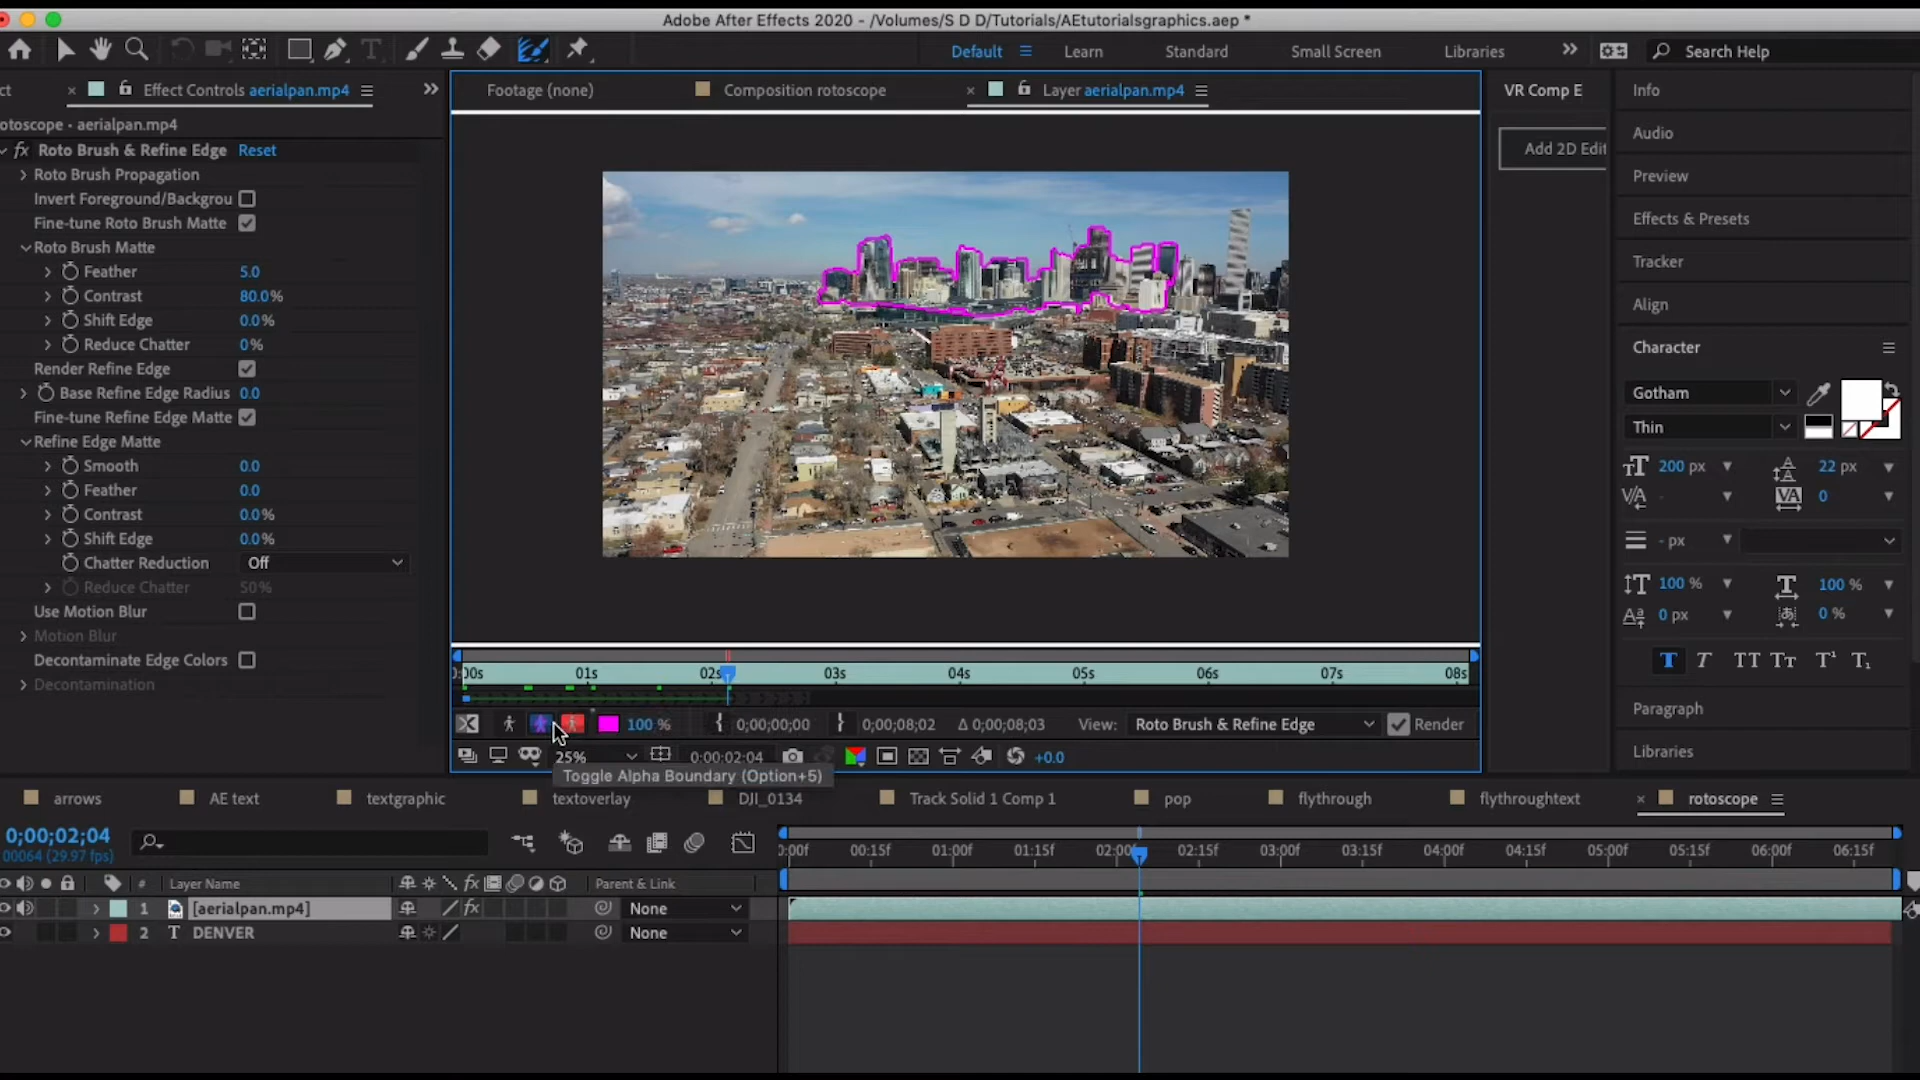 Adobe After Effects 2020 - /Volumes/S D D/Tutorials/AEtutorialsgraphics.aep *
Default
Learn
Standard
Small Screen
Libraries
Search Help
ct
Effect Controls aerialpan.mp4
Footage (none)
Composition rotoscope
Layer aerialpan.mp4
VR Comp E
Info
otoscope • aerialpan.mp4
fx Roto Brush & Refine Edge Reset
Roto Brush Propagation
Invert Foreground/Backgrou
Fine-tune Roto Brush Matte
Roto Brush Matte
Feather 5.0
Contrast 80.0%
Shift Edge 0.0%
Reduce Chatter 0%
Render Refine Edge
Base Refine Edge Radius 0.0
Fine-tune Refine Edge Matte
Refine Edge Matte
Smooth 0.0
Feather 0.0
Contrast 0.0%
Shift Edge 0.0%
Chatter Reduction Off
Reduce Chatter 50%
Use Motion Blur
Motion Blur
Decontaminate Edge Colors
Decontamination
Add 2D Edit
Audio
Preview
Effects & Presets
Tracker
Align
Character
Gotham
Thin
200 px
22 px
-
0
- px
100 %
100 %
0 px
0 %
T T TT Tt T¹ T₁
Paragraph
Libraries
0:00s 01s 02s 03s 04s 05s 06s 07s 08s
100 %
0;00;00;00
0;00;08;02
Δ 0;00;08;03
View: Roto Brush & Refine Edge
Render
25%
0:00:02:04
+0.0
Toggle Alpha Boundary (Option+5)
arrows
AE text
textgraphic
textoverlay
DJI_0134
Track Solid 1 Comp 1
pop
flythrough
flythroughtext
rotoscope
0;00;02;04
00064 (29.97 fps)
0:00f 00:15f 01:00f 01:15f 02:00f 02:15f 03:00f 03:15f 04:00f 04:15f 05:00f 05:15f 06:00f 06:15f
# Layer Name
fx
Parent & Link
1 [aerialpan.mp4] fx None
2 T DENVER None